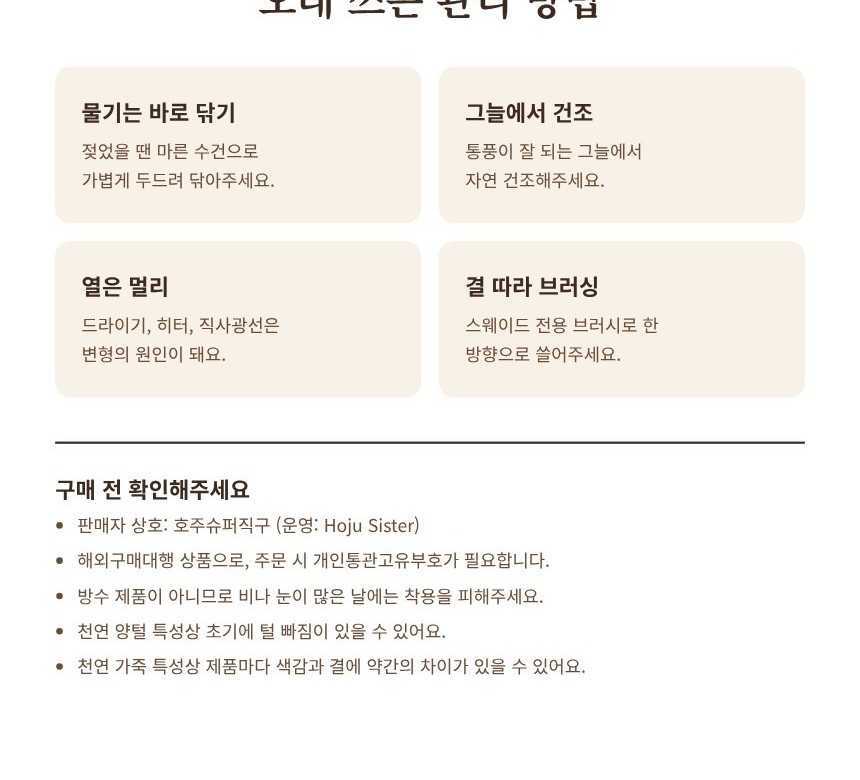 오래 쓰는 관리 방법
물기는 바로 닦기
젖었을 땐 마른 수건으로
가볍게 두드려 닦아주세요.
그늘에서 건조
통풍이 잘 되는 그늘에서
자연 건조해주세요.
열은 멀리
드라이기, 히터, 직사광선은
변형의 원인이 돼요.
결 따라 브러싱
스웨이드 전용 브러시로 한
방향으로 쓸어주세요.
구매 전 확인해주세요
• 판매자 상호: 호주슈퍼직구 (운영: Hoju Sister)
• 해외구매대행 상품으로, 주문 시 개인통관고유부호가 필요합니다.
• 방수 제품이 아니므로 비나 눈이 많은 날에는 착용을 피해주세요.
• 천연 양털 특성상 초기에 털 빠짐이 있을 수 있어요.
• 천연 가죽 특성상 제품마다 색감과 결에 약간의 차이가 있을 수 있어요.